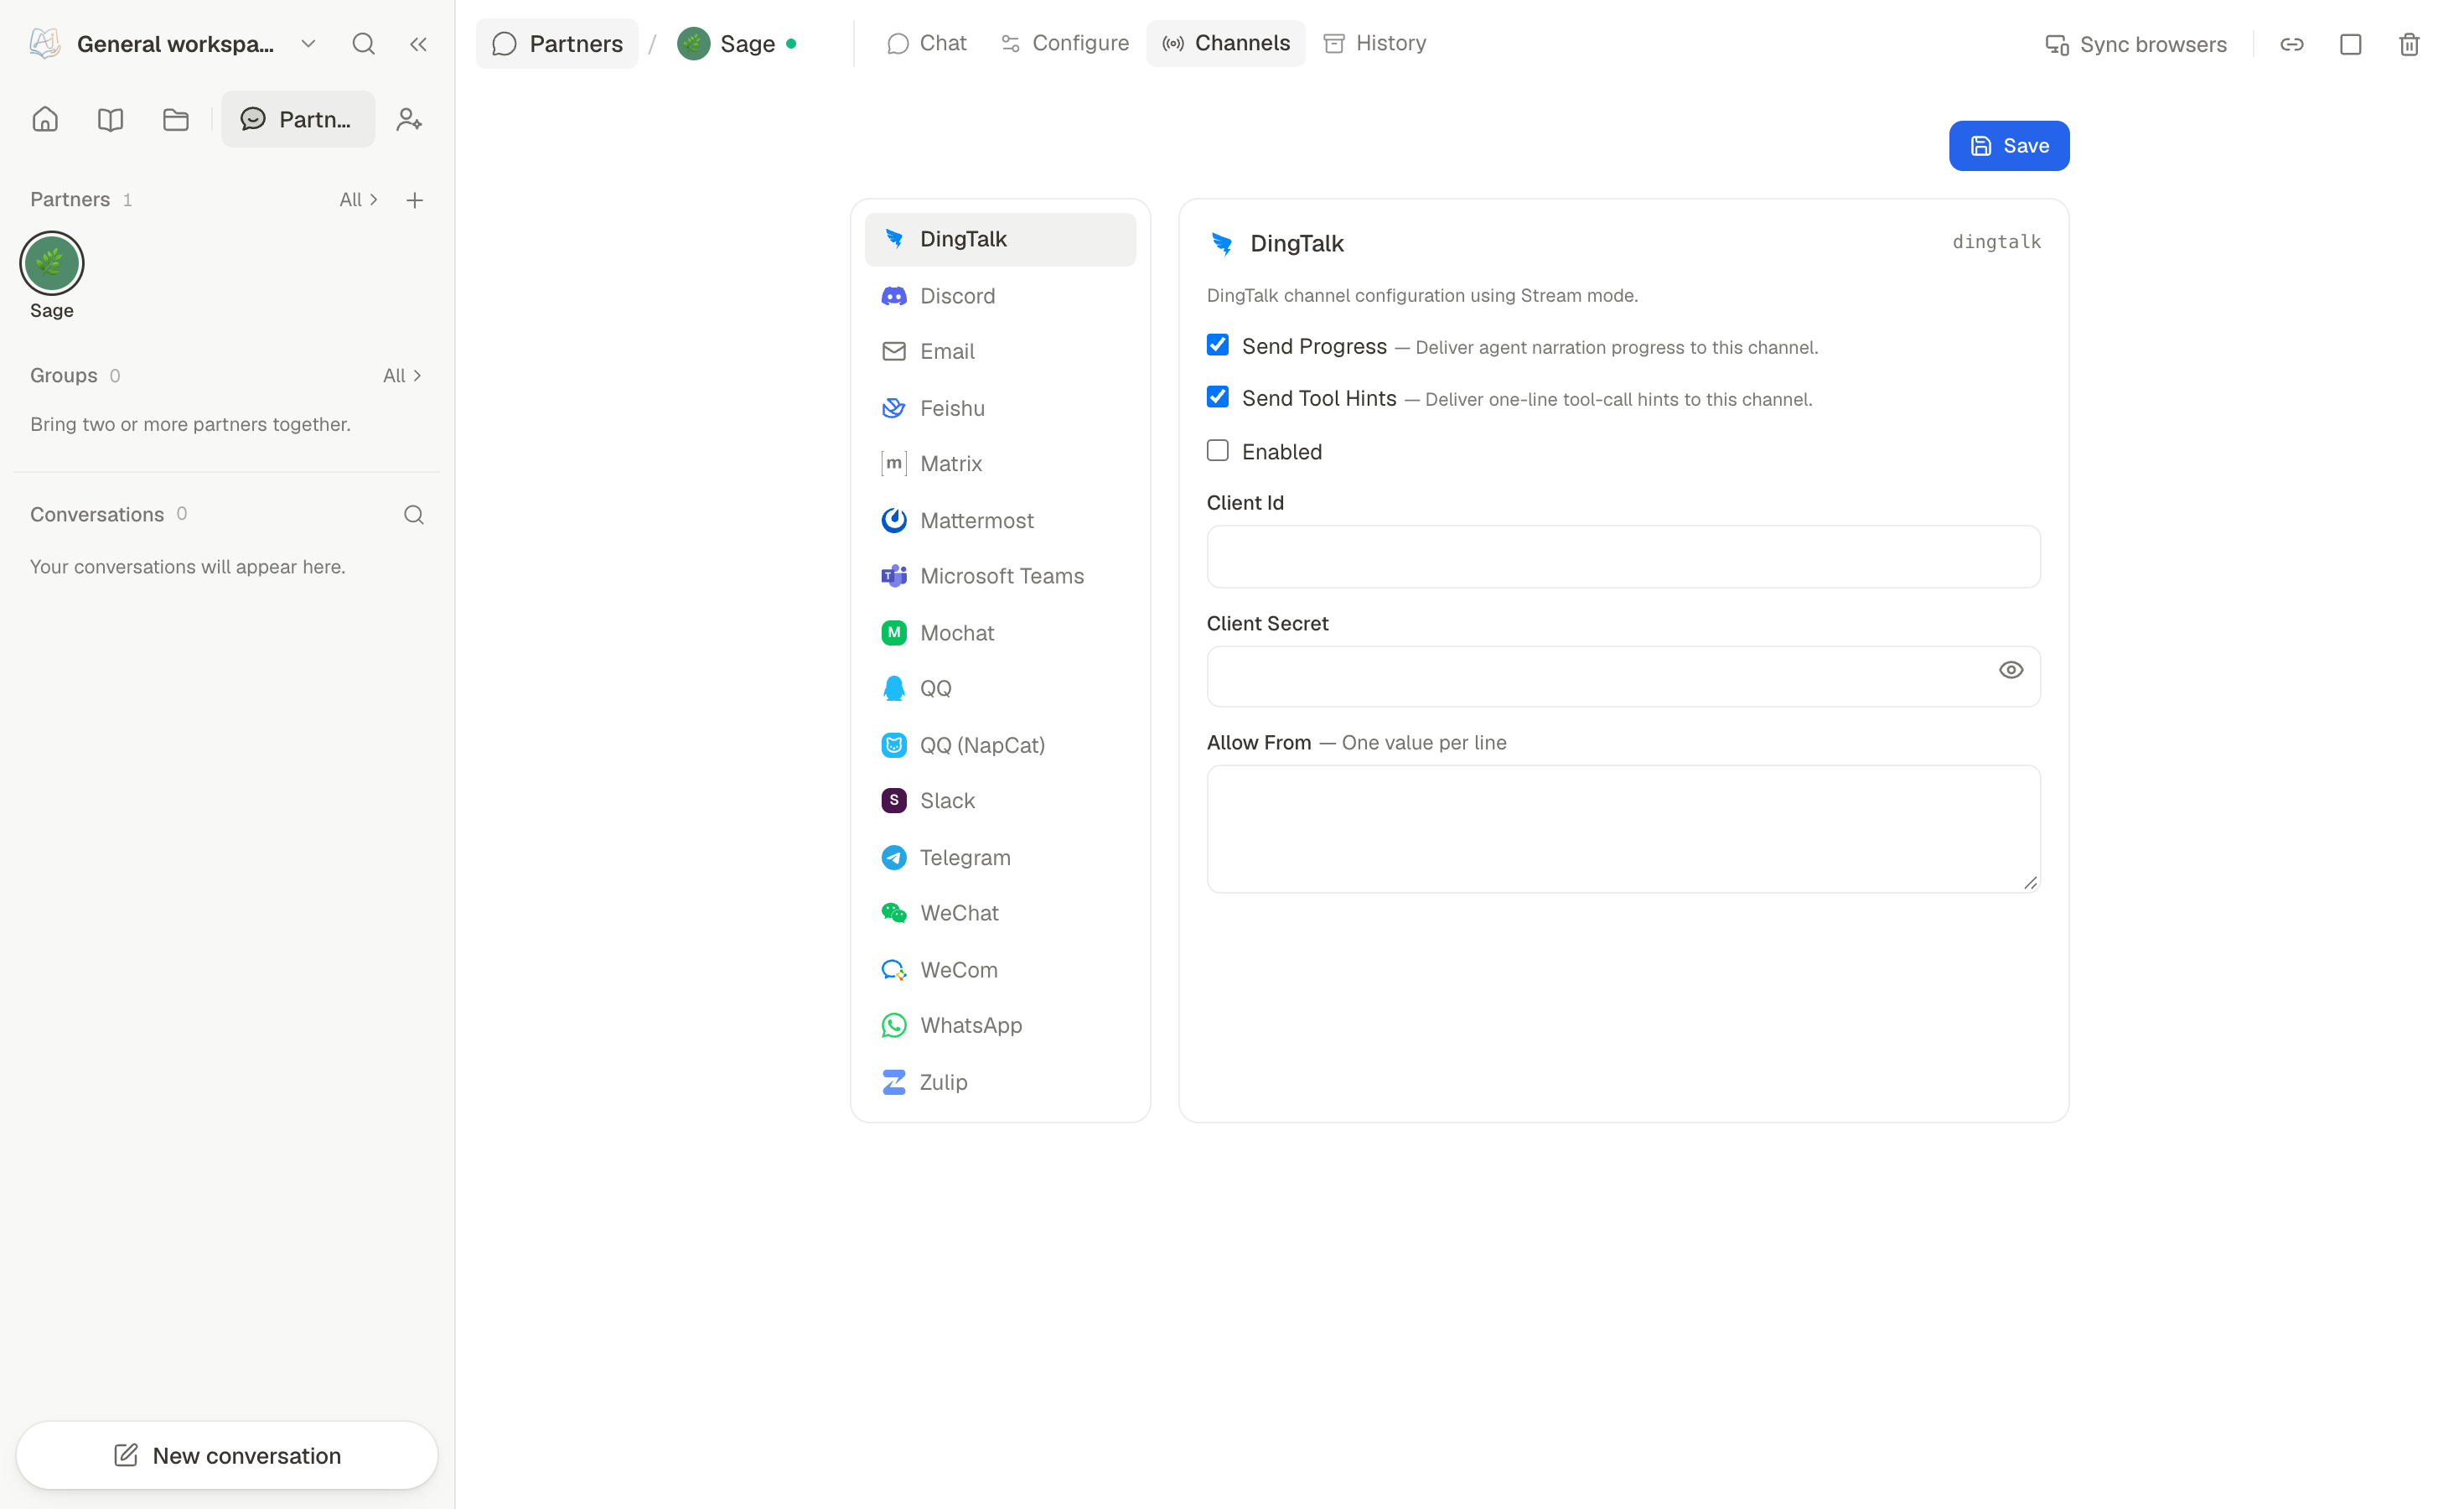 General workspa...
Partn...
Partners 1
All
Sage
Groups 0
All
Bring two or more partners together.
Conversations 0
Your conversations will appear here.
New conversation
Partners / Sage
Chat
Configure
Channels
History
Sync browsers
Save
DingTalk
Discord
Email
Feishu
[m] Matrix
Mattermost
T Microsoft Teams
M Mochat
QQ
QQ (NapCat)
S Slack
Telegram
WeChat
WeCom
WhatsApp
Zulip
DingTalk
dingtalk
DingTalk channel configuration using Stream mode.
Send Progress — Deliver agent narration progress to this channel.
Send Tool Hints — Deliver one-line tool-call hints to this channel.
Enabled
Client Id
Client Secret
Allow From — One value per line